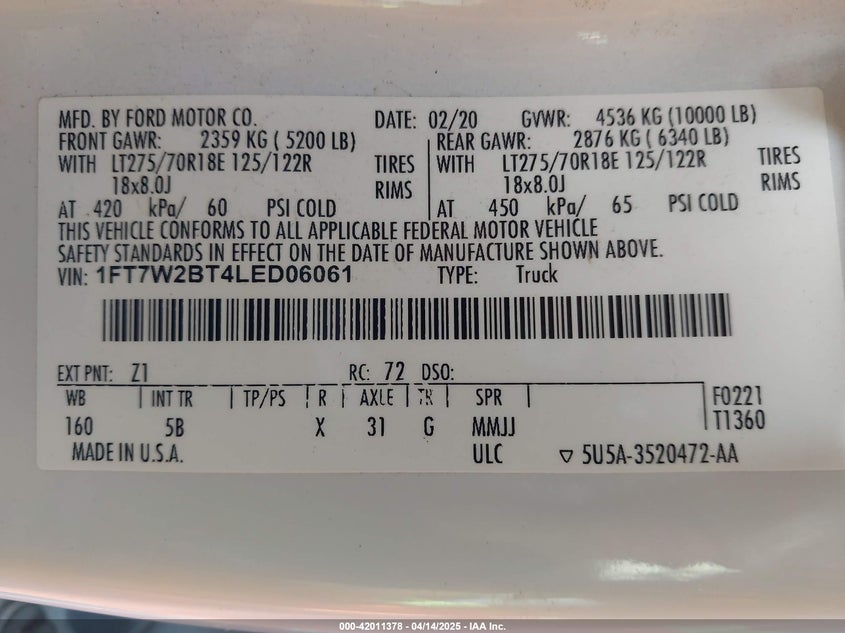 MFD. BY FORD MOTOR CO. DATE: 02/20 GVWR: 4536 KG (10000 LB)
FRONT GAWR: 2359 KG ( 5200 LB) REAR GAWR: 2876 KG ( 6340 LB)
WITH LT275/70R18E 125/122R TIRES WITH LT275/70R18E 125/122R TIRES
18x8.0J RIMS 18x8.0J RIMS
AT 420 kPa/ 60 PSI COLD AT 450 kPa/ 65 PSI COLD
THIS VEHICLE CONFORMS TO ALL APPLICABLE FEDERAL MOTOR VEHICLE
SAFETY STANDARDS IN EFFECT ON THE DATE OF MANUFACTURE SHOWN ABOVE.
VIN: 1FT7W2BT4LED06061 TYPE: Truck
EXT PNT: Z1 RC: 72 DSO:
WB INT TR TP/PS R AXLE TR SPR F0221
160 5B X 31 G MMJJ T1360
MADE IN U.S.A. ULC ▽ 5U5A-3520472-AA
000-42011378 - 04/14/2025 - IAA Inc.